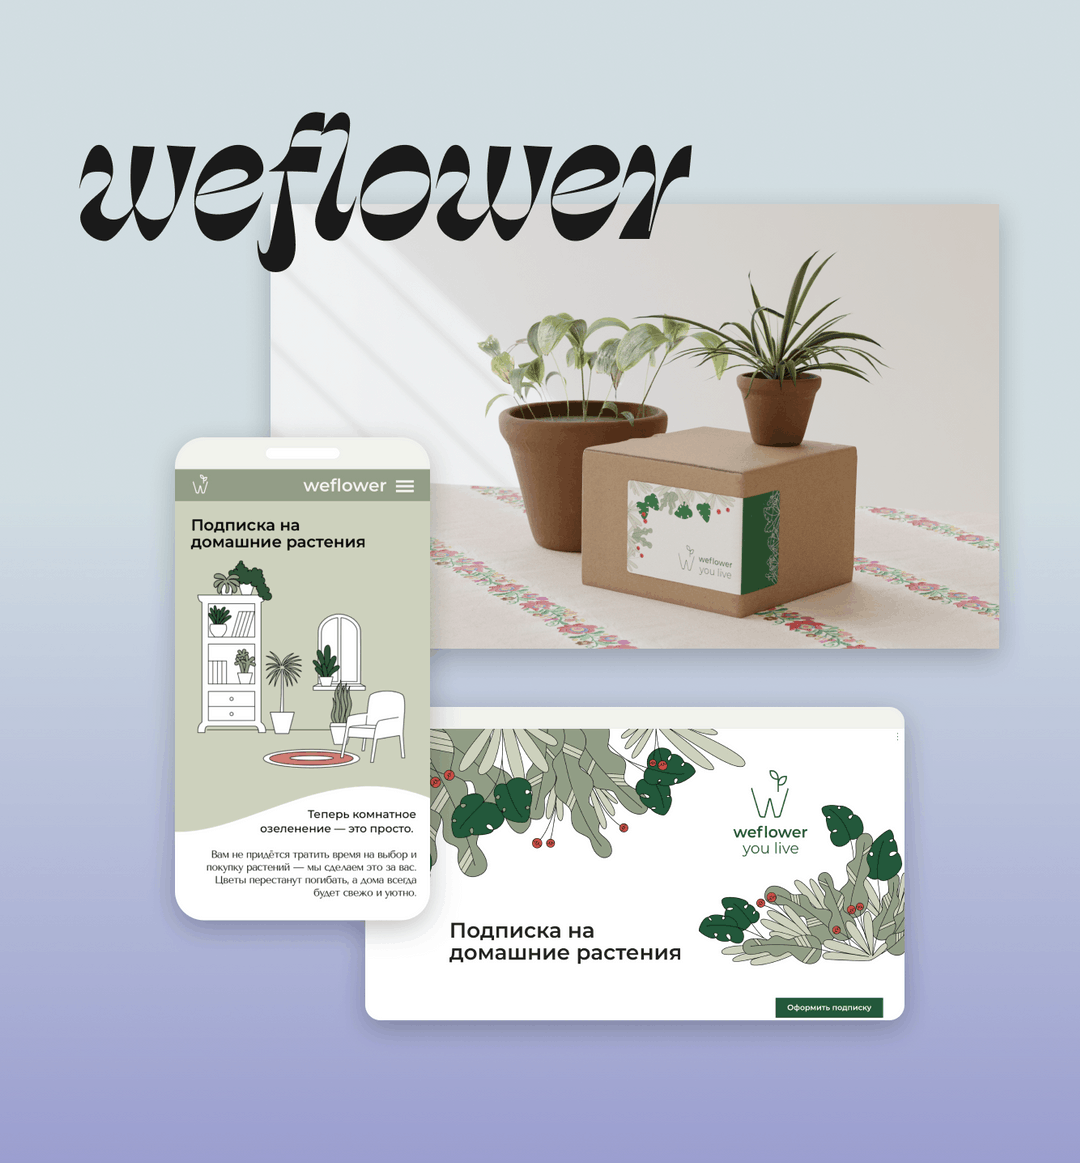 weflower
weflower
Подписка на
домашние растения
Теперь комнатное
озеленение — это просто.
Вам не придётся тратить время на выбор и
покупку растений — мы сделаем это за вас.
Цветы перестанут погибать, а дома всегда
будет свежо и уютно.
weflower
you live
weflower
you live
Подписка на
домашние растения
Оформить подписку